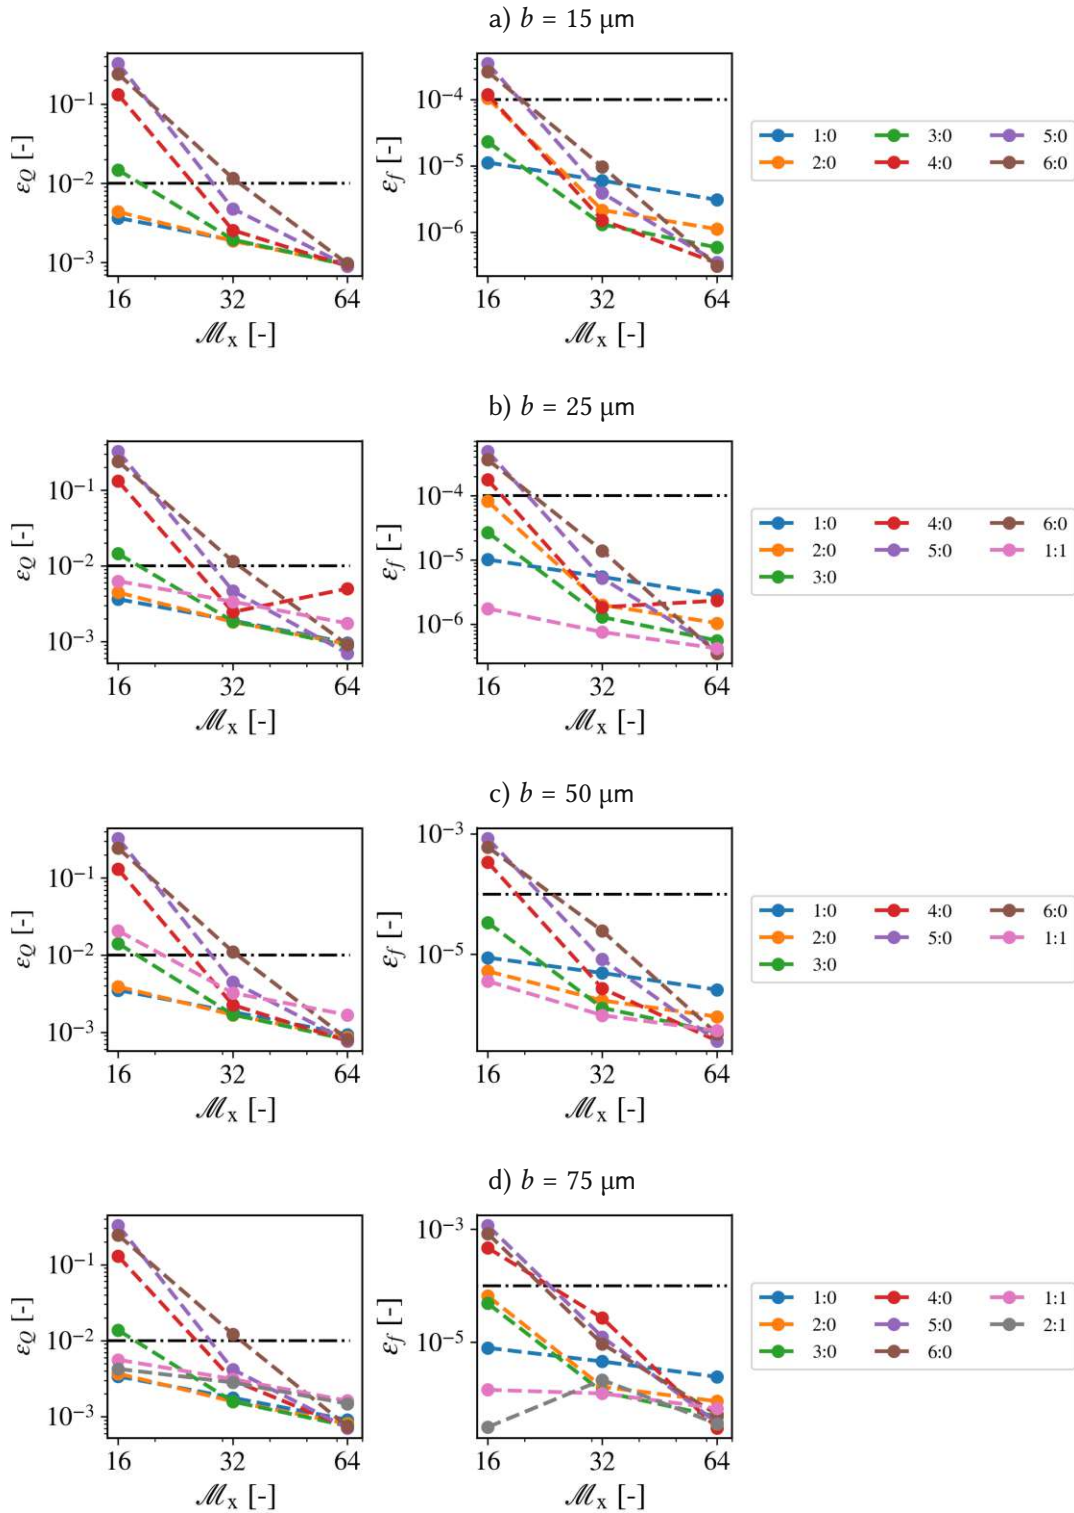 a) b = 15 µm
10⁻¹
10⁻²
10⁻³
ε_Q [-]
16 32 64
ℳ_x [-]
10⁻⁴
10⁻⁵
10⁻⁶
ε_f [-]
16 32 64
ℳ_x [-]
1:0 3:0 5:0
2:0 4:0 6:0
b) b = 25 µm
10⁻¹
10⁻²
10⁻³
ε_Q [-]
16 32 64
ℳ_x [-]
10⁻⁴
10⁻⁵
10⁻⁶
ε_f [-]
16 32 64
ℳ_x [-]
1:0 4:0 6:0
2:0 5:0 1:1
3:0
c) b = 50 µm
10⁻¹
10⁻²
10⁻³
ε_Q [-]
16 32 64
ℳ_x [-]
10⁻³
10⁻⁵
ε_f [-]
16 32 64
ℳ_x [-]
1:0 4:0 6:0
2:0 5:0 1:1
3:0
d) b = 75 µm
10⁻¹
10⁻²
10⁻³
ε_Q [-]
16 32 64
ℳ_x [-]
10⁻³
10⁻⁵
ε_f [-]
16 32 64
ℳ_x [-]
1:0 4:0 1:1
2:0 5:0 2:1
3:0 6:0